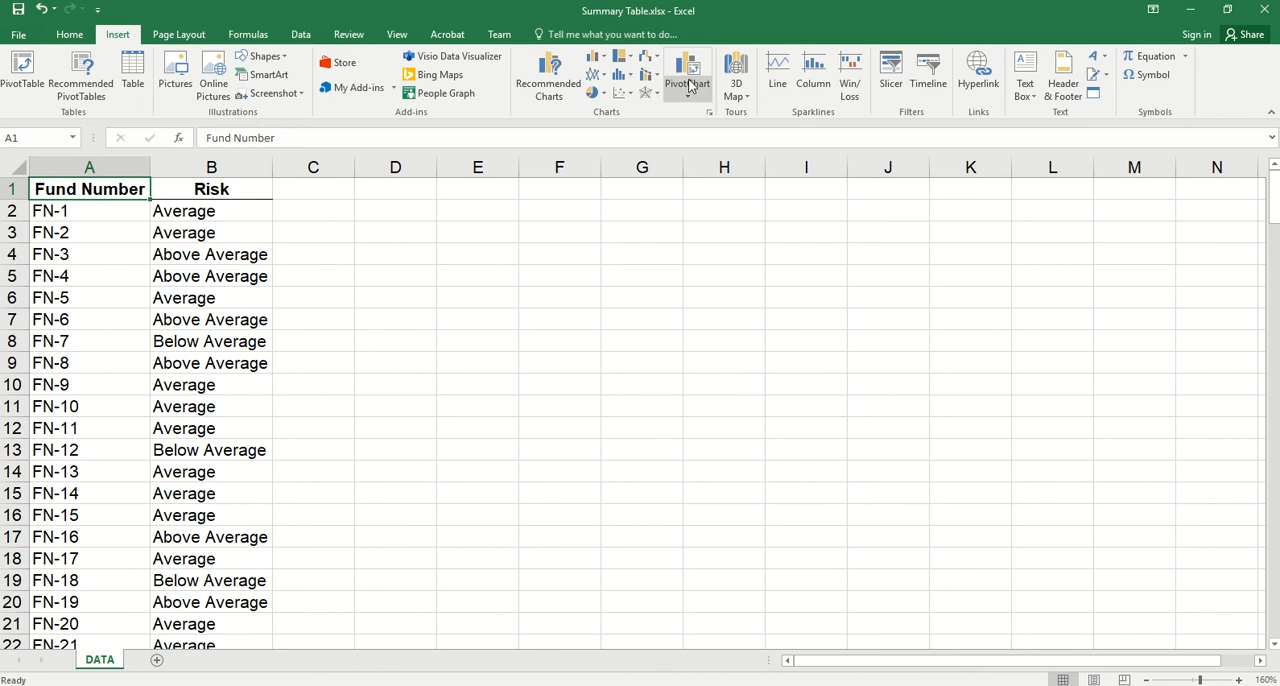 Summary Table.xlsx - Excel
File Home Insert Page Layout Formulas Data Review View Acrobat Team Tell me what you want to do... Sign in Share
PivotTable Recommended PivotTables Table
Tables
Pictures Online Pictures Shapes SmartArt Screenshot
Illustrations
Store My Add-ins Visio Data Visualizer Bing Maps People Graph
Add-ins
Recommended Charts PivotChart
Charts
3D Map
Tours
Line Column Win/ Loss
Sparklines
Slicer Timeline
Filters
Hyperlink
Links
Text Box Header & Footer
Text
Equation Symbol
Symbols
A1 fx Fund Number
A B C D E F G H I J K L M N
1 Fund Number Risk
2 FN-1 Average
3 FN-2 Average
4 FN-3 Above Average
5 FN-4 Above Average
6 FN-5 Average
7 FN-6 Above Average
8 FN-7 Below Average
9 FN-8 Above Average
10 FN-9 Average
11 FN-10 Average
12 FN-11 Average
13 FN-12 Below Average
14 FN-13 Average
15 FN-14 Average
16 FN-15 Average
17 FN-16 Above Average
18 FN-17 Average
19 FN-18 Below Average
20 FN-19 Above Average
21 FN-20 Average
22 FN-21 Average
DATA
Ready 160%